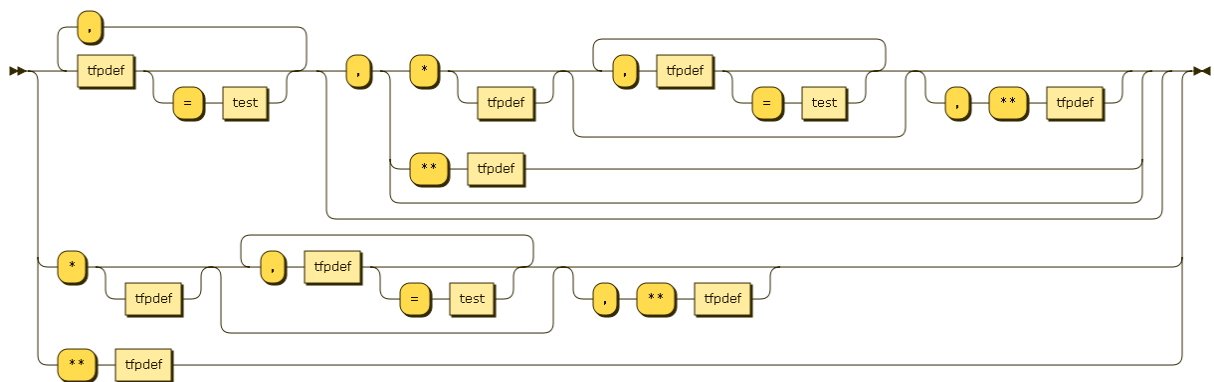 ,
tfpdef , * , tfpdef
= test tfpdef = test , ** tfpdef
** tfpdef
* , tfpdef
tfpdef = test , ** tfpdef
** tfpdef